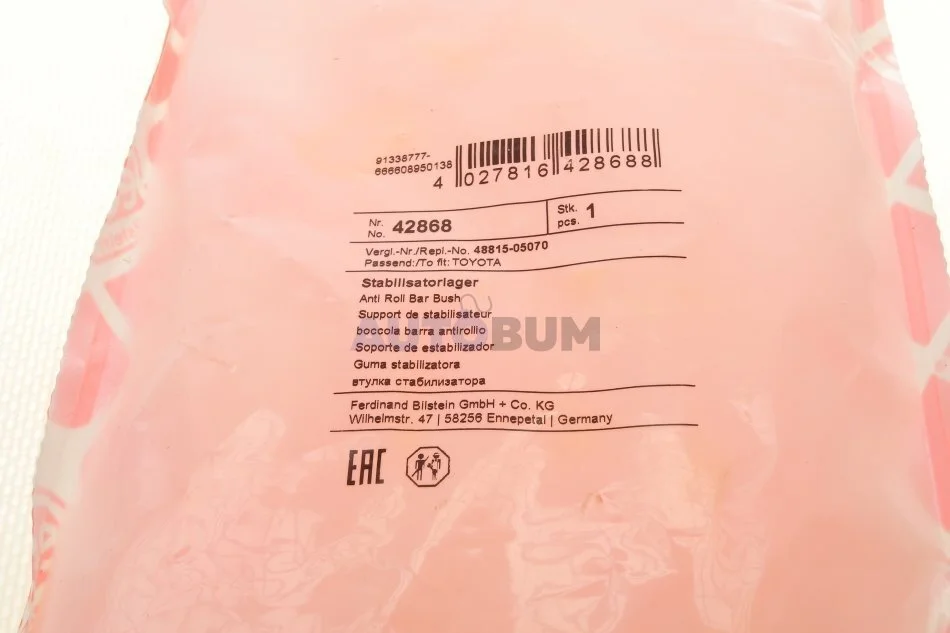 91338777-
666608950138
4 027816 428688
Nr.
No. 42868
Stk.
pcs. 1
Vergl.-Nr./Repl.-No. 48815-05070
Passend:/To fit: TOYOTA
Stabilisatorlager
Anti Roll Bar Bush
Support de stabilisateur
boccola barra antirollio
Soporte de estabilizador
Guma stabilizatora
втулка стабилизатора
AUTOBUM
Ferdinand Bilstein GmbH + Co. KG
Wilhelmstr. 47 | 58256 Ennepetal | Germany
EAC